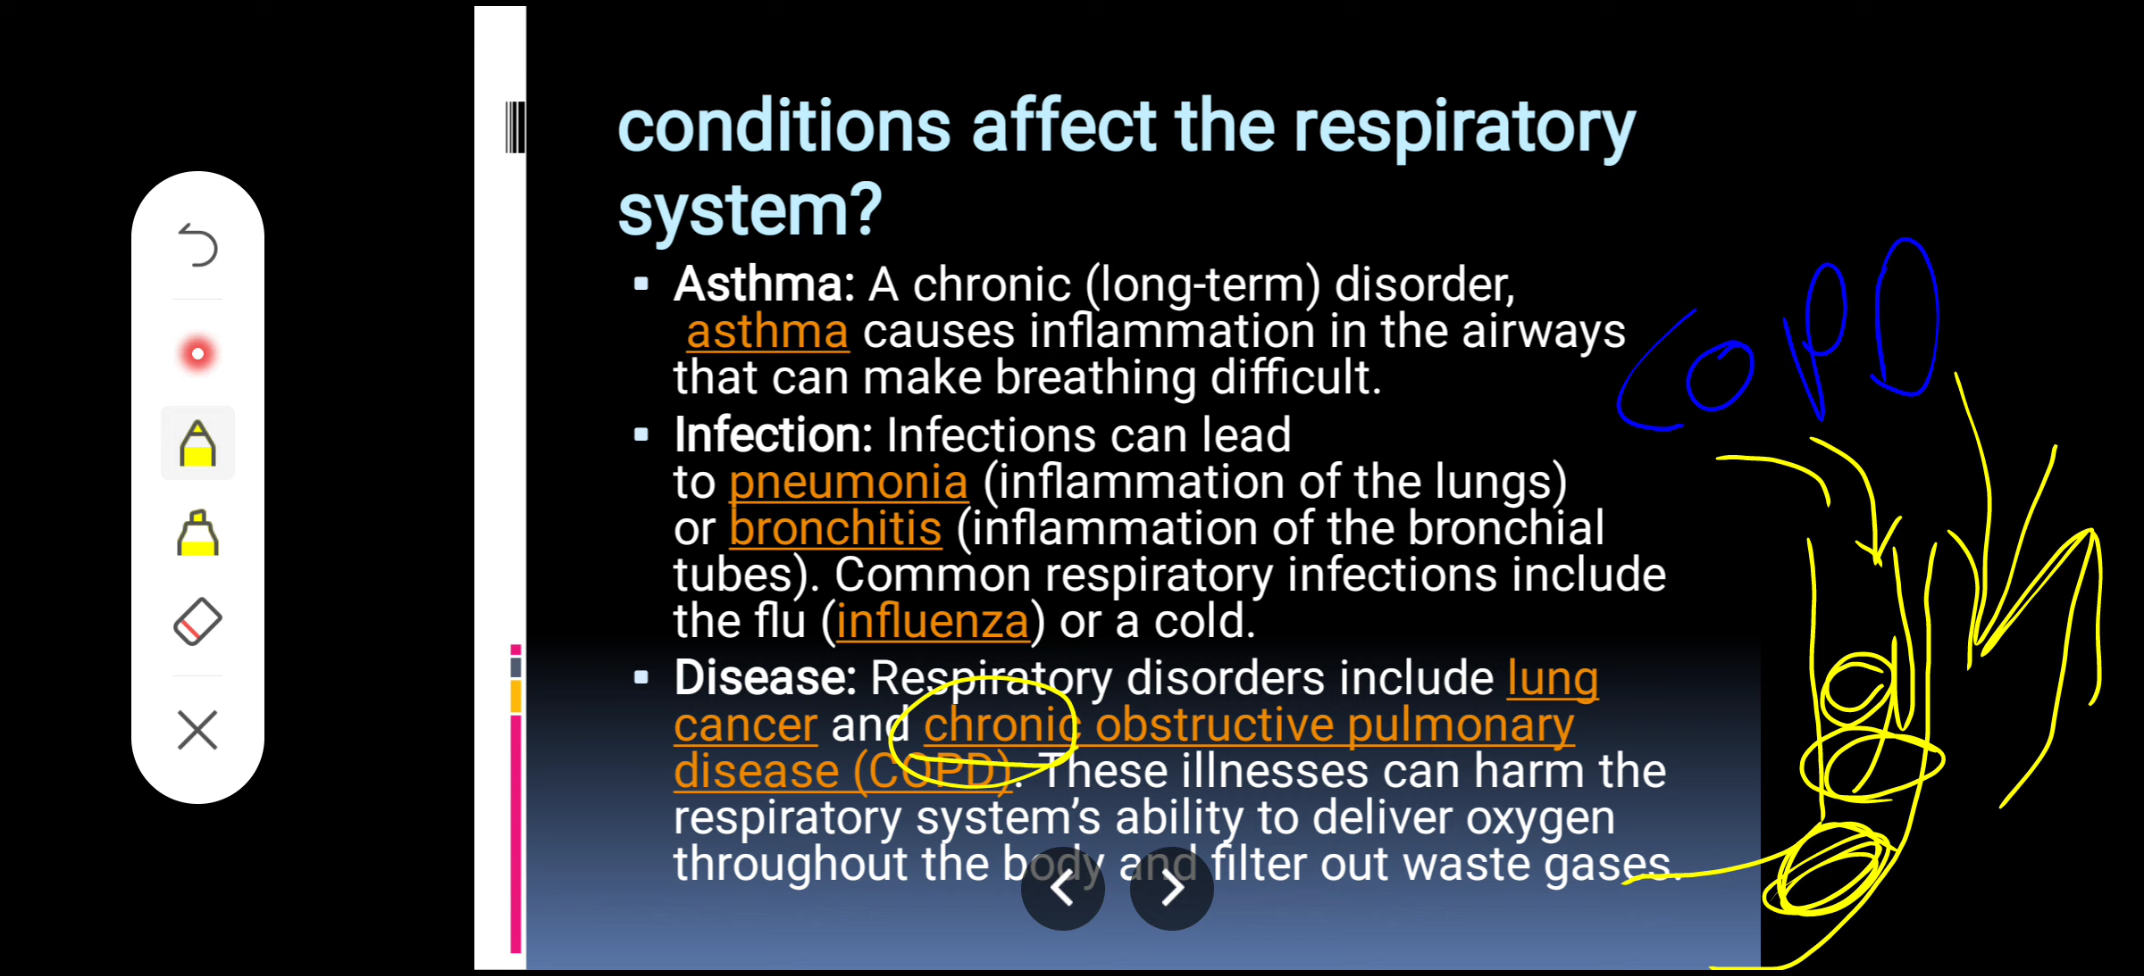 conditions affect the respiratory
system?
▪ Asthma: A chronic (long-term) disorder,
asthma causes inflammation in the airways
that can make breathing difficult.
▪ Infection: Infections can lead
to pneumonia (inflammation of the lungs)
or bronchitis (inflammation of the bronchial
tubes). Common respiratory infections include
the flu (influenza) or a cold.
▪ Disease: Respiratory disorders include lung
cancer and chronic obstructive pulmonary
disease (COPD). These illnesses can harm the
respiratory system’s ability to deliver oxygen
throughout the body and filter out waste gases.
COPD